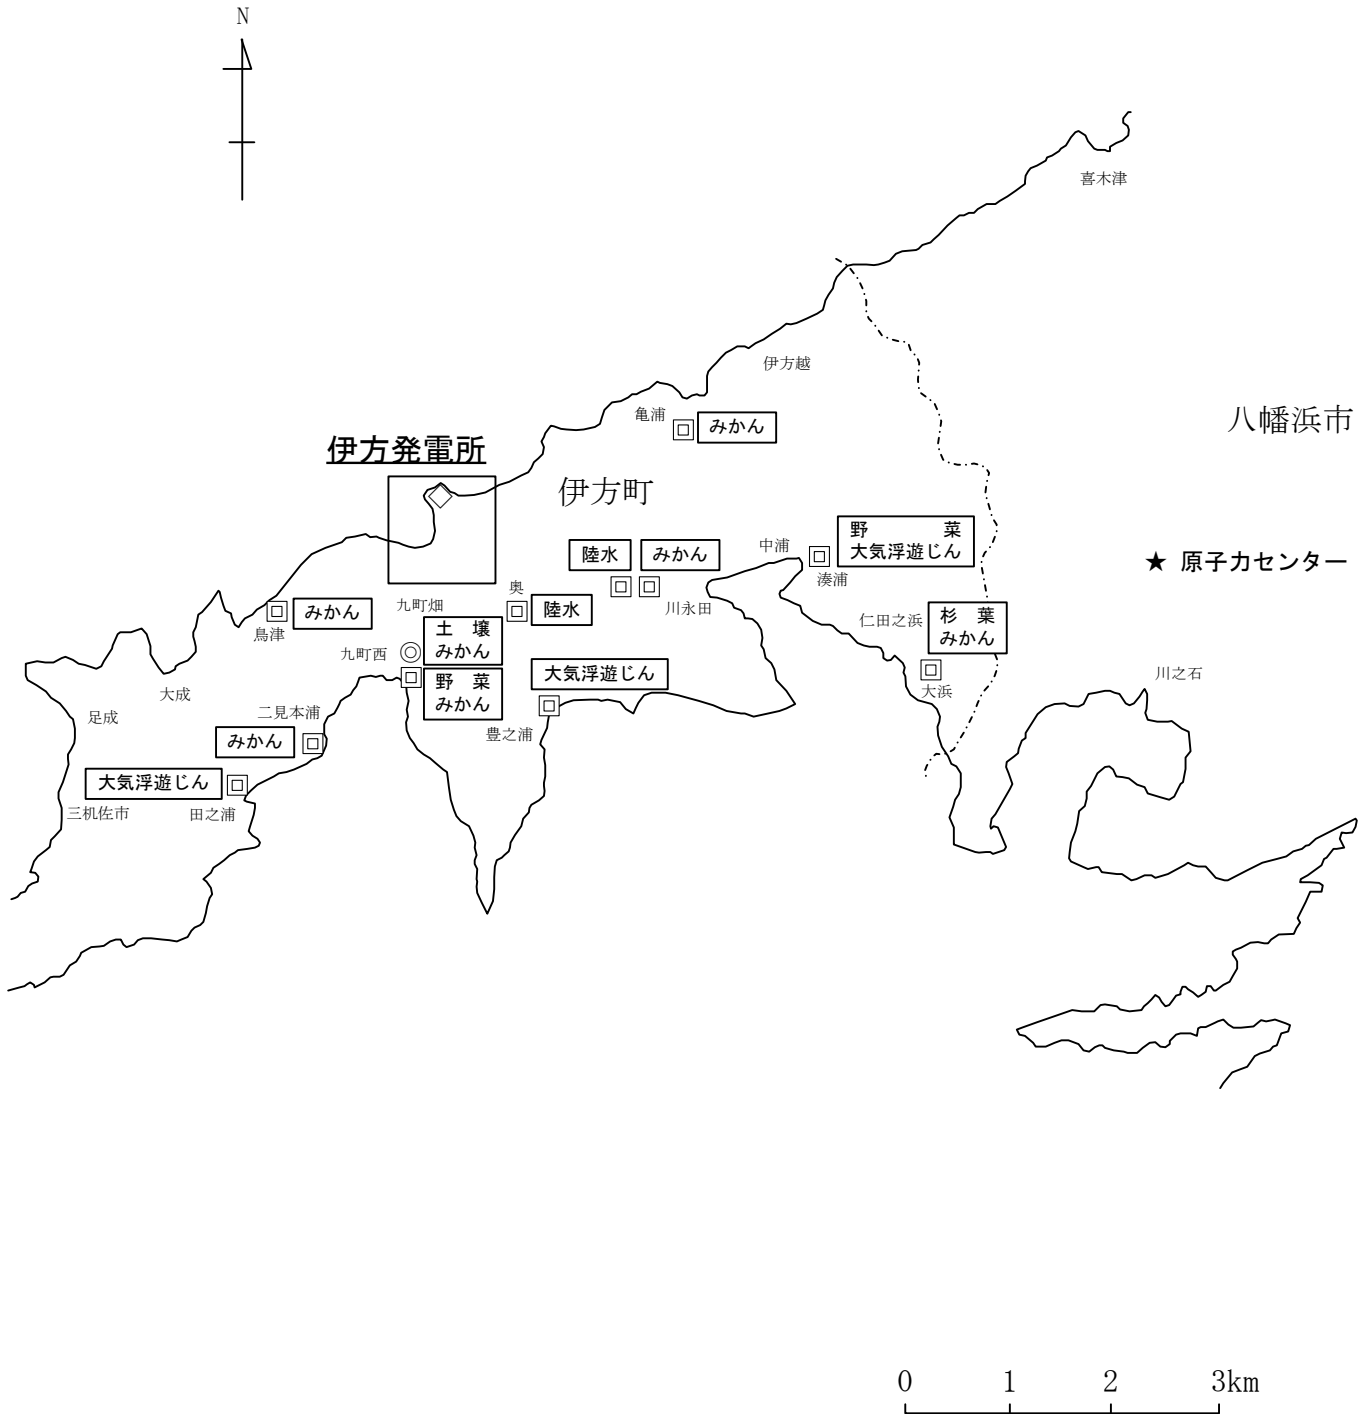 N
喜木津
伊方越
八幡浜市
亀浦
みかん
伊方発電所
伊方町
野　菜
大気浮遊じん
中浦
湊浦
陸水
みかん
川永田
★ 原子力センター
奥
陸水
九町畑
みかん
鳥津
土　壌
みかん
仁田之浜
杉　葉
みかん
九町西
野　菜
みかん
大気浮遊じん
川之石
大浜
大成
足成
二見本浦
みかん
豊之浦
大気浮遊じん
三机佐市
田之浦
0 1 2 3km